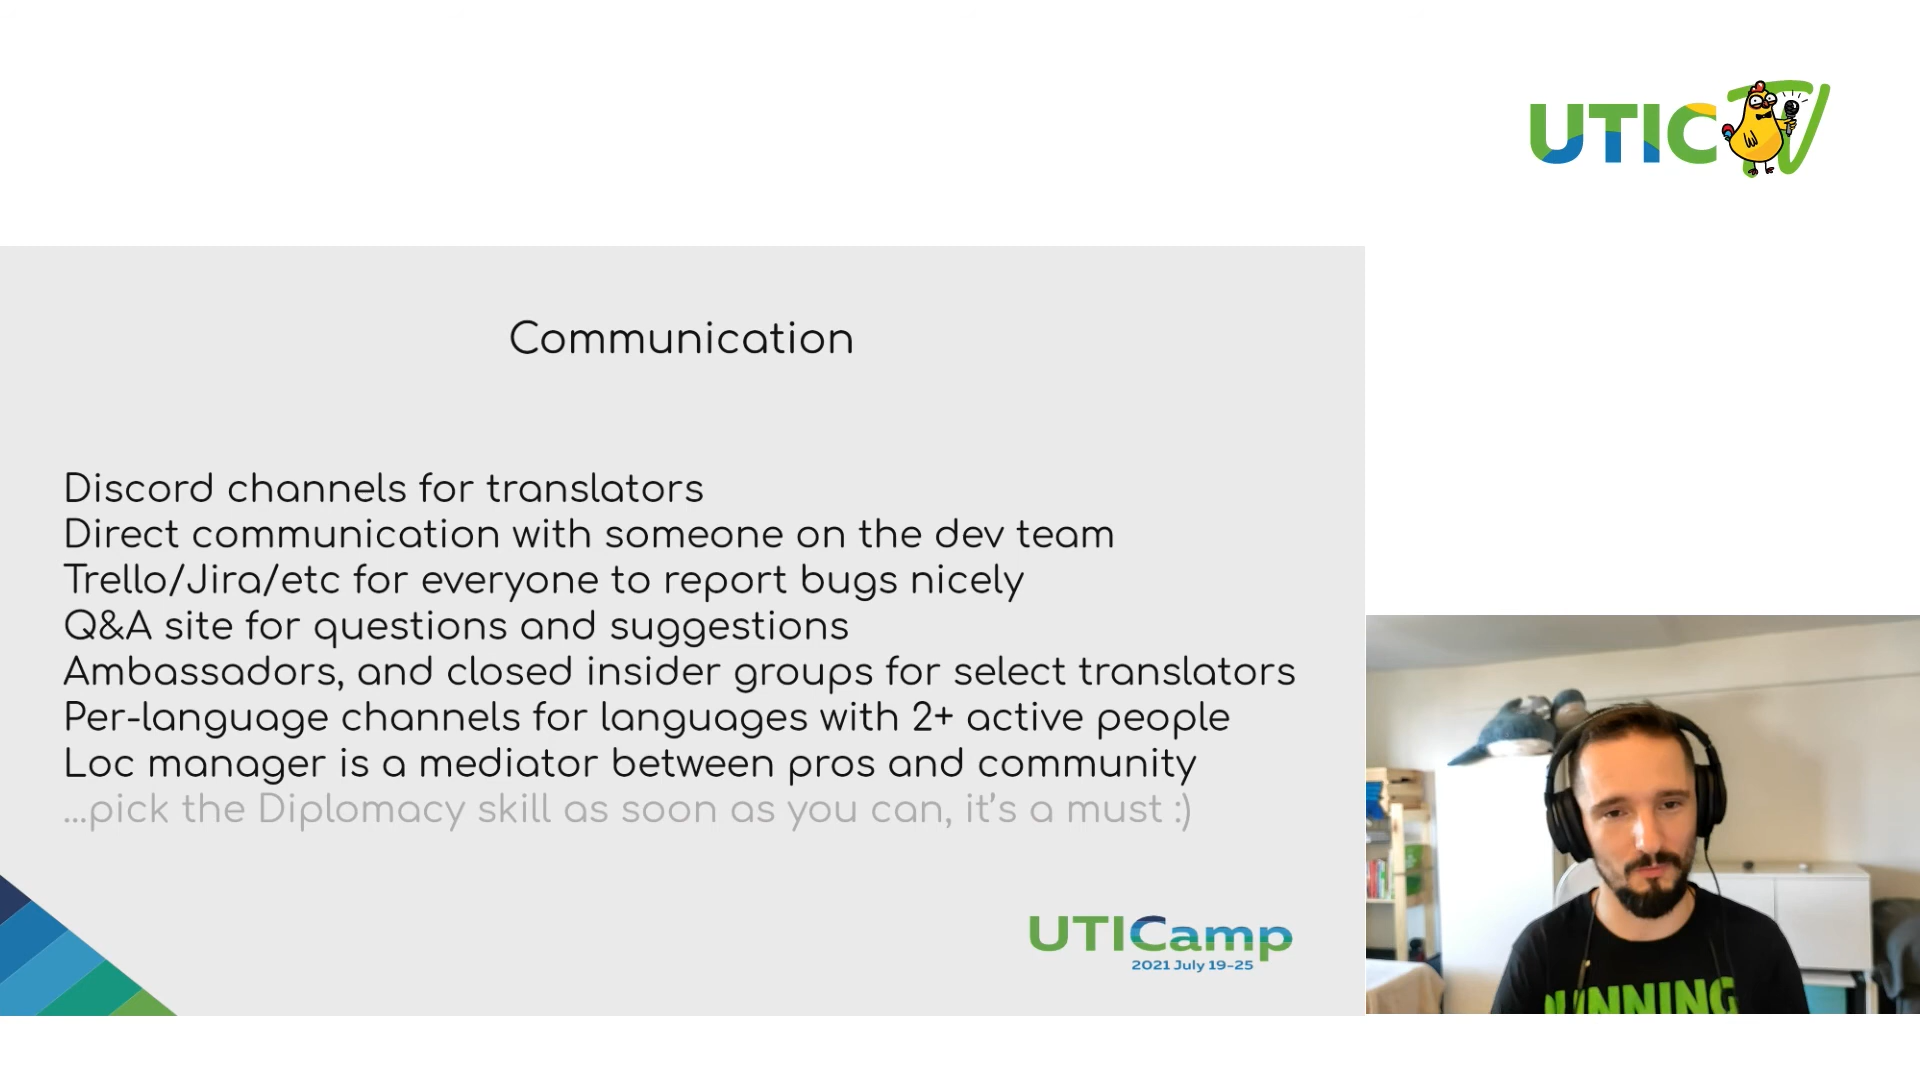 UTIC TV
Communication
Discord channels for translators
Direct communication with someone on the dev team
Trello/Jira/etc for everyone to report bugs nicely
Q&A site for questions and suggestions
Ambassadors, and closed insider groups for select translators
Per-language channels for languages with 2+ active people
Loc manager is a mediator between pros and community
...pick the Diplomacy skill as soon as you can, it's a must :)
UTICamp
2021 July 19-25